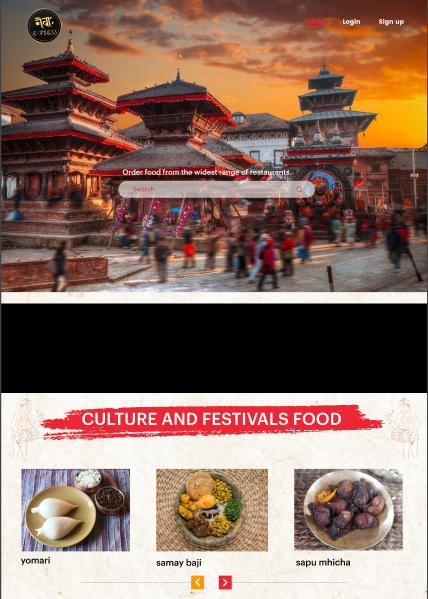 नेवाः
Home
Login
Sign up
Order food from the widest range of restaurants.
Search
CULTURE AND FESTIVALS FOOD
yomari
samay baji
sapu mhicha